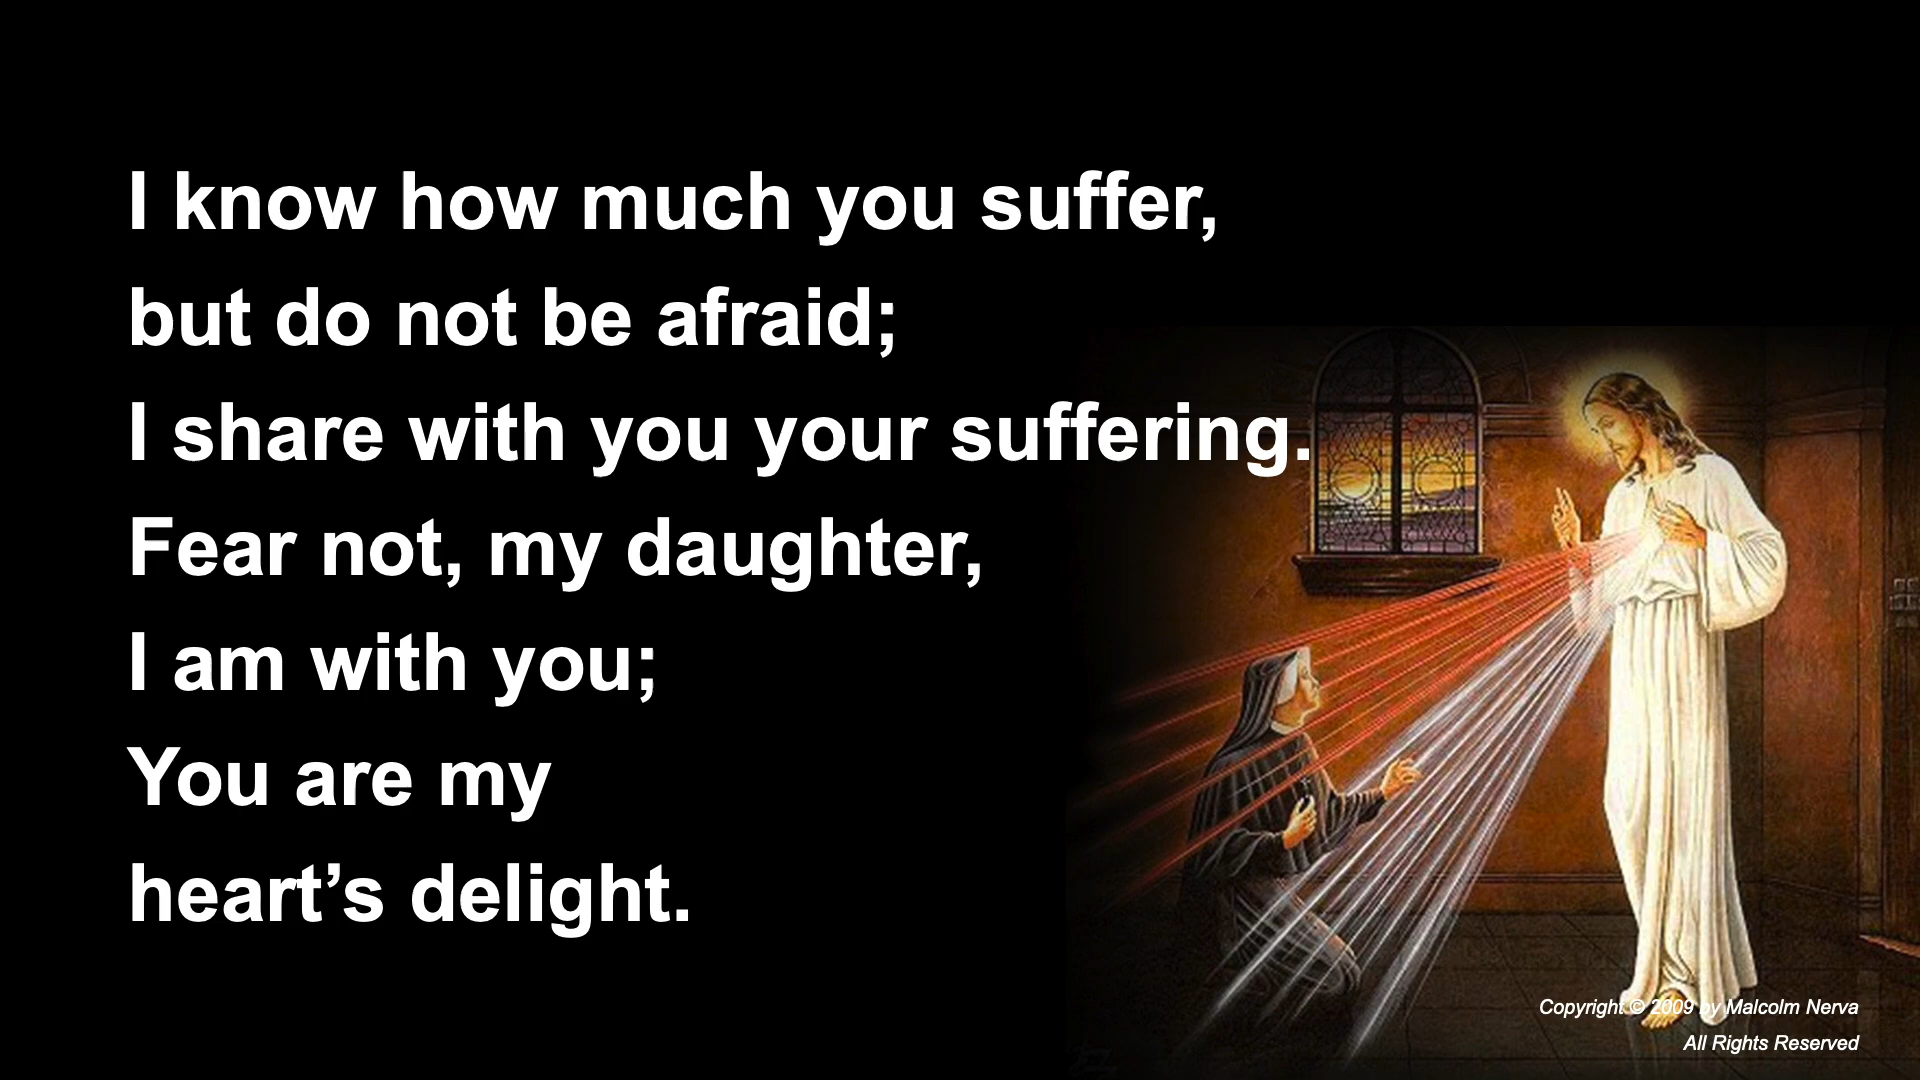 I know how much you suffer,
but do not be afraid;
I share with you your suffering.
Fear not, my daughter,
I am with you;
You are my
heart’s delight.
Copyright © 2009 by Malcolm Nerva
All Rights Reserved